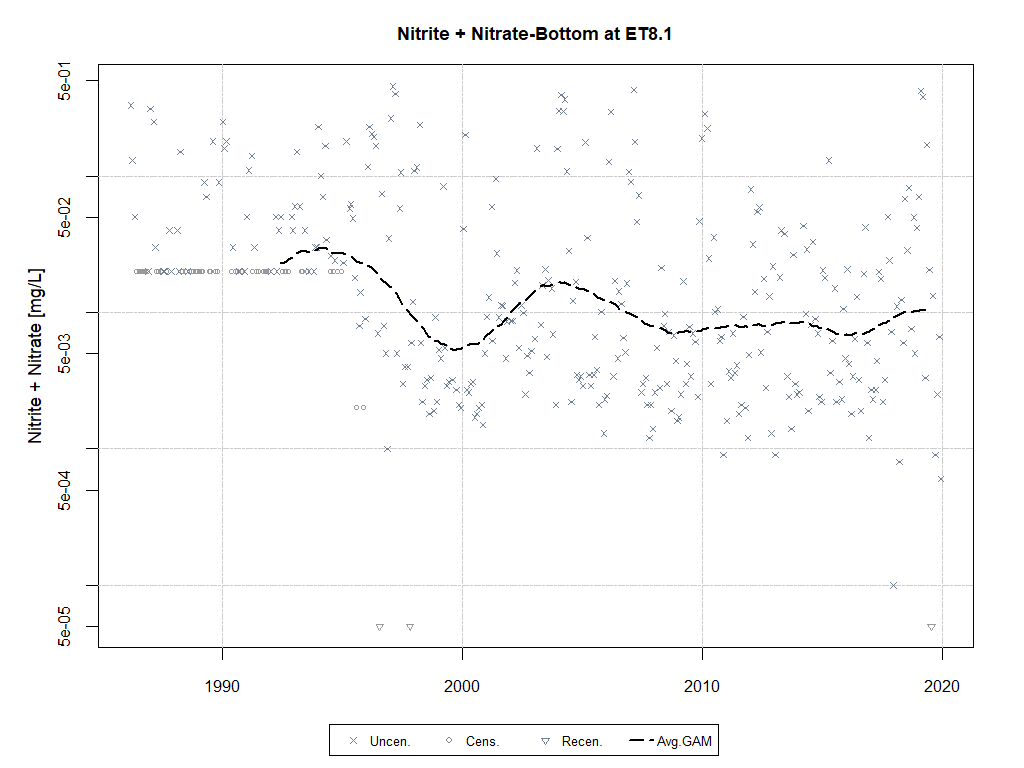 Nitrite + Nitrate-Bottom at ET8.1
Nitrite + Nitrate [mg/L]
5e-01
5e-02
5e-03
5e-04
5e-05
1990 2000 2010 2020
Uncen. Cens. Recen. Avg.GAM